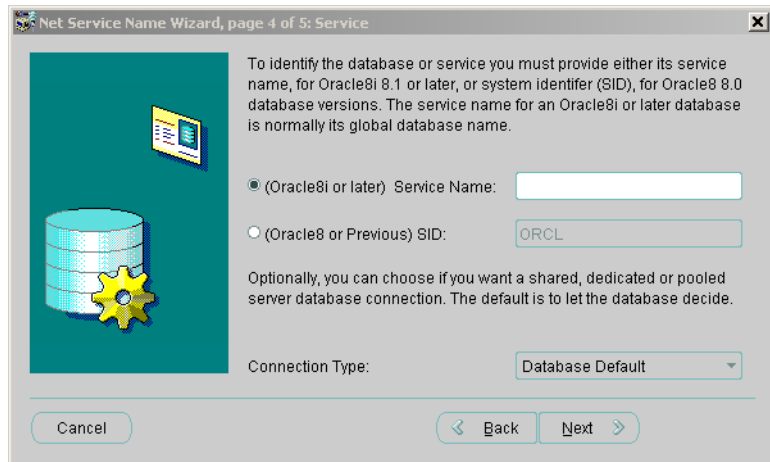 Net Service Name Wizard, page 4 of 5: Service
To identify the database or service you must provide either its service
name, for Oracle8i 8.1 or later, or system identifer (SID), for Oracle8 8.0
database versions. The service name for an Oracle8i or later database
is normally its global database name.
(Oracle8i or later) Service Name:
(Oracle8 or Previous) SID: ORCL
Optionally, you can choose if you want a shared, dedicated or pooled
server database connection. The default is to let the database decide.
Connection Type: Database Default
Cancel Back Next